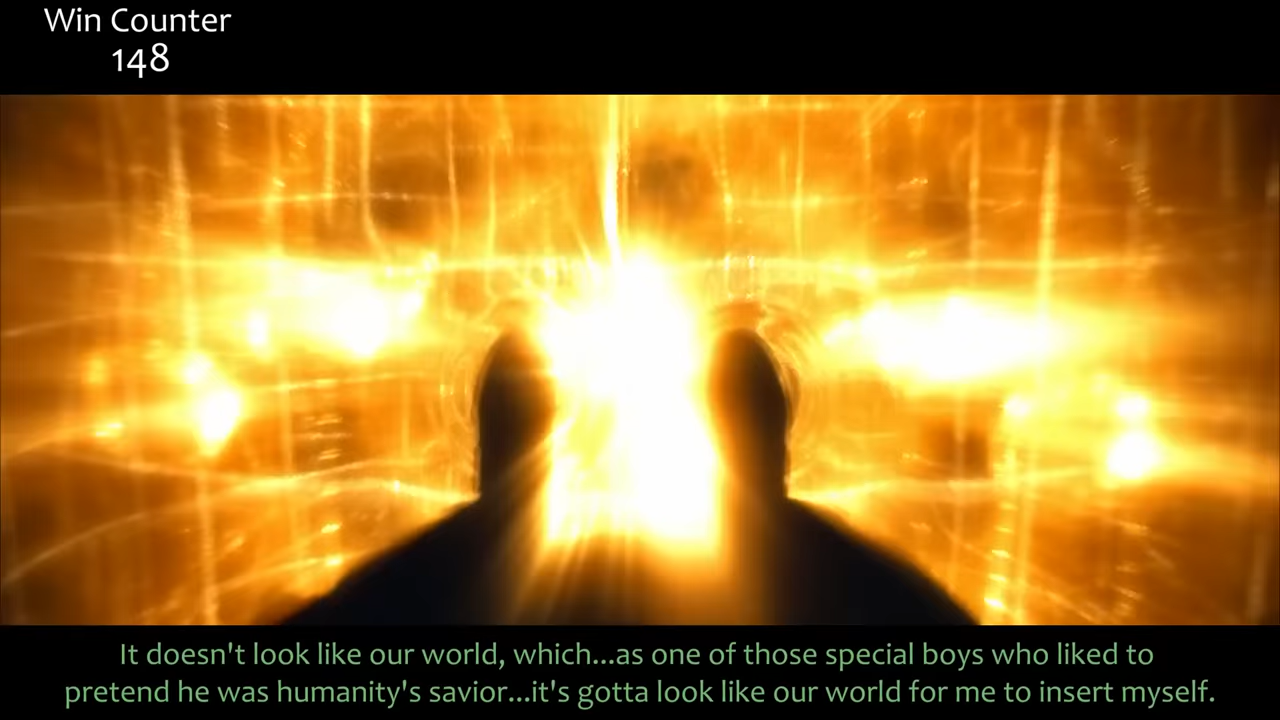 Win Counter
148
It doesn't look like our world, which...as one of those special boys who liked to
pretend he was humanity's savior...it's gotta look like our world for me to insert myself.